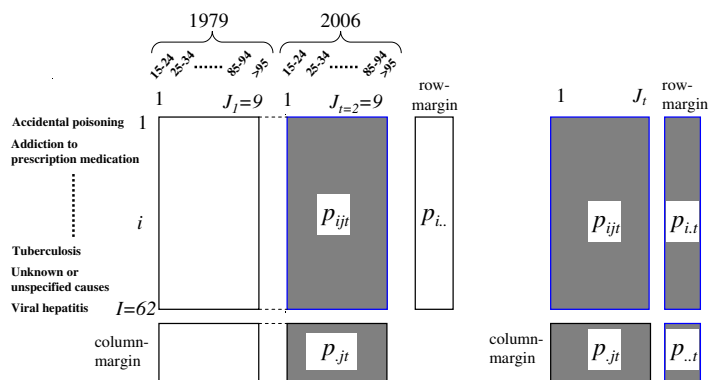 1979 2006
15-24 25-34 ...... 85-94 >95 15-24 25-34 ...... 85-94 >95
row-
margin
row-
margin
1 J1=9 1 Jt=2=9 1 Jt
Accidental poisoning 1
Addiction to
prescription medication
i pijt pi.. pijt pi.t
Tuberculosis
Unknown or
unspecified causes
Viral hepatitis I=62
column-
margin
p.jt
column-
margin
p.jt p..t